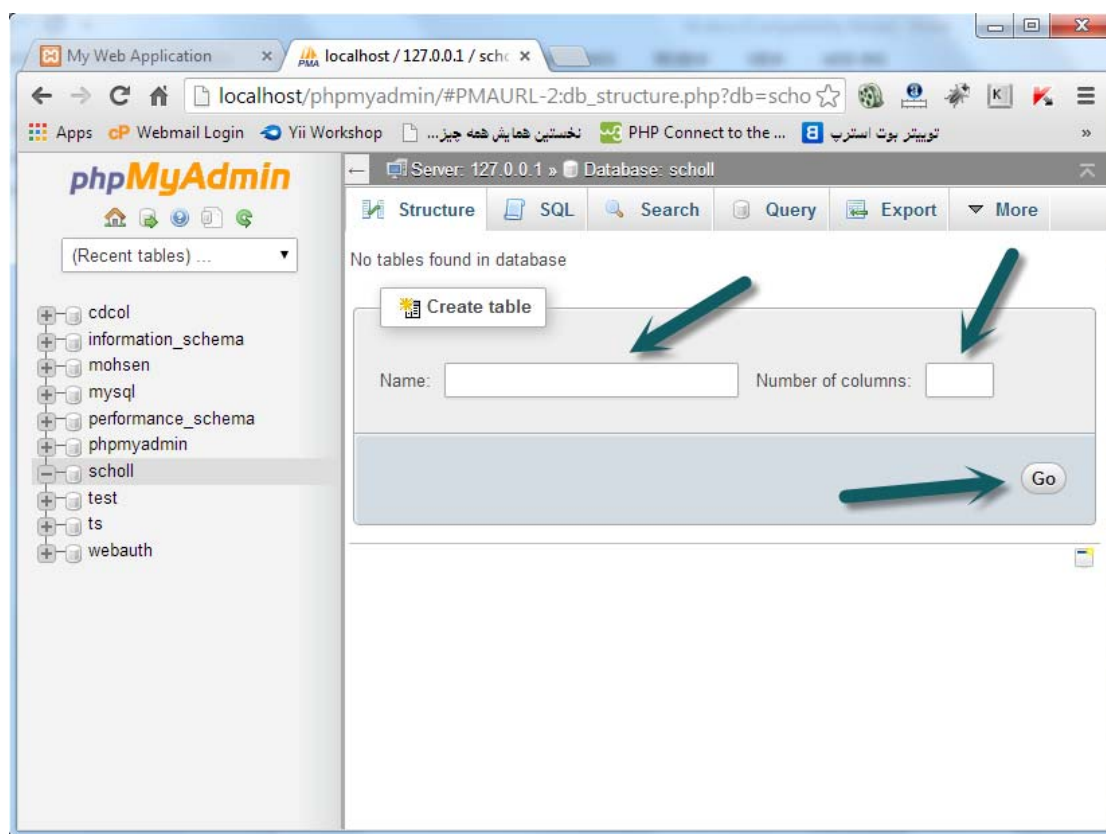 My Web Application
localhost / 127.0.0.1 / scho
localhost/phpmyadmin/#PMAURL-2:db_structure.php?db=scho
Apps Webmail Login Yii Workshop نخستین همایش همه چیز... PHP Connect to the ... توییتر بوت استرپ »
phpMyAdmin
(Recent tables) ...
cdcol
information_schema
mohsen
mysql
performance_schema
phpmyadmin
scholl
test
ts
webauth
Server: 127.0.0.1 » Database: scholl
Structure SQL Search Query Export More
No tables found in database
Create table
Name: Number of columns:
Go